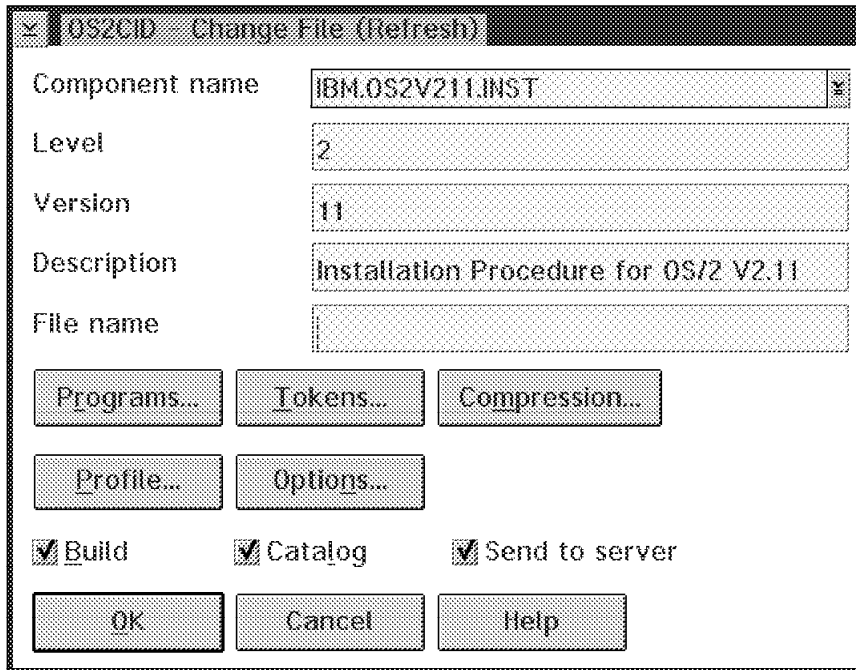 OS2CID - Change File (Refresh)
Component name IBM.OS2V211.INST
Level 2
Version 11
Description Installation Procedure for OS/2 V2.11
File name
Programs... Tokens... Compression...
Profile... Options...
Build Catalog Send to server
OK Cancel Help